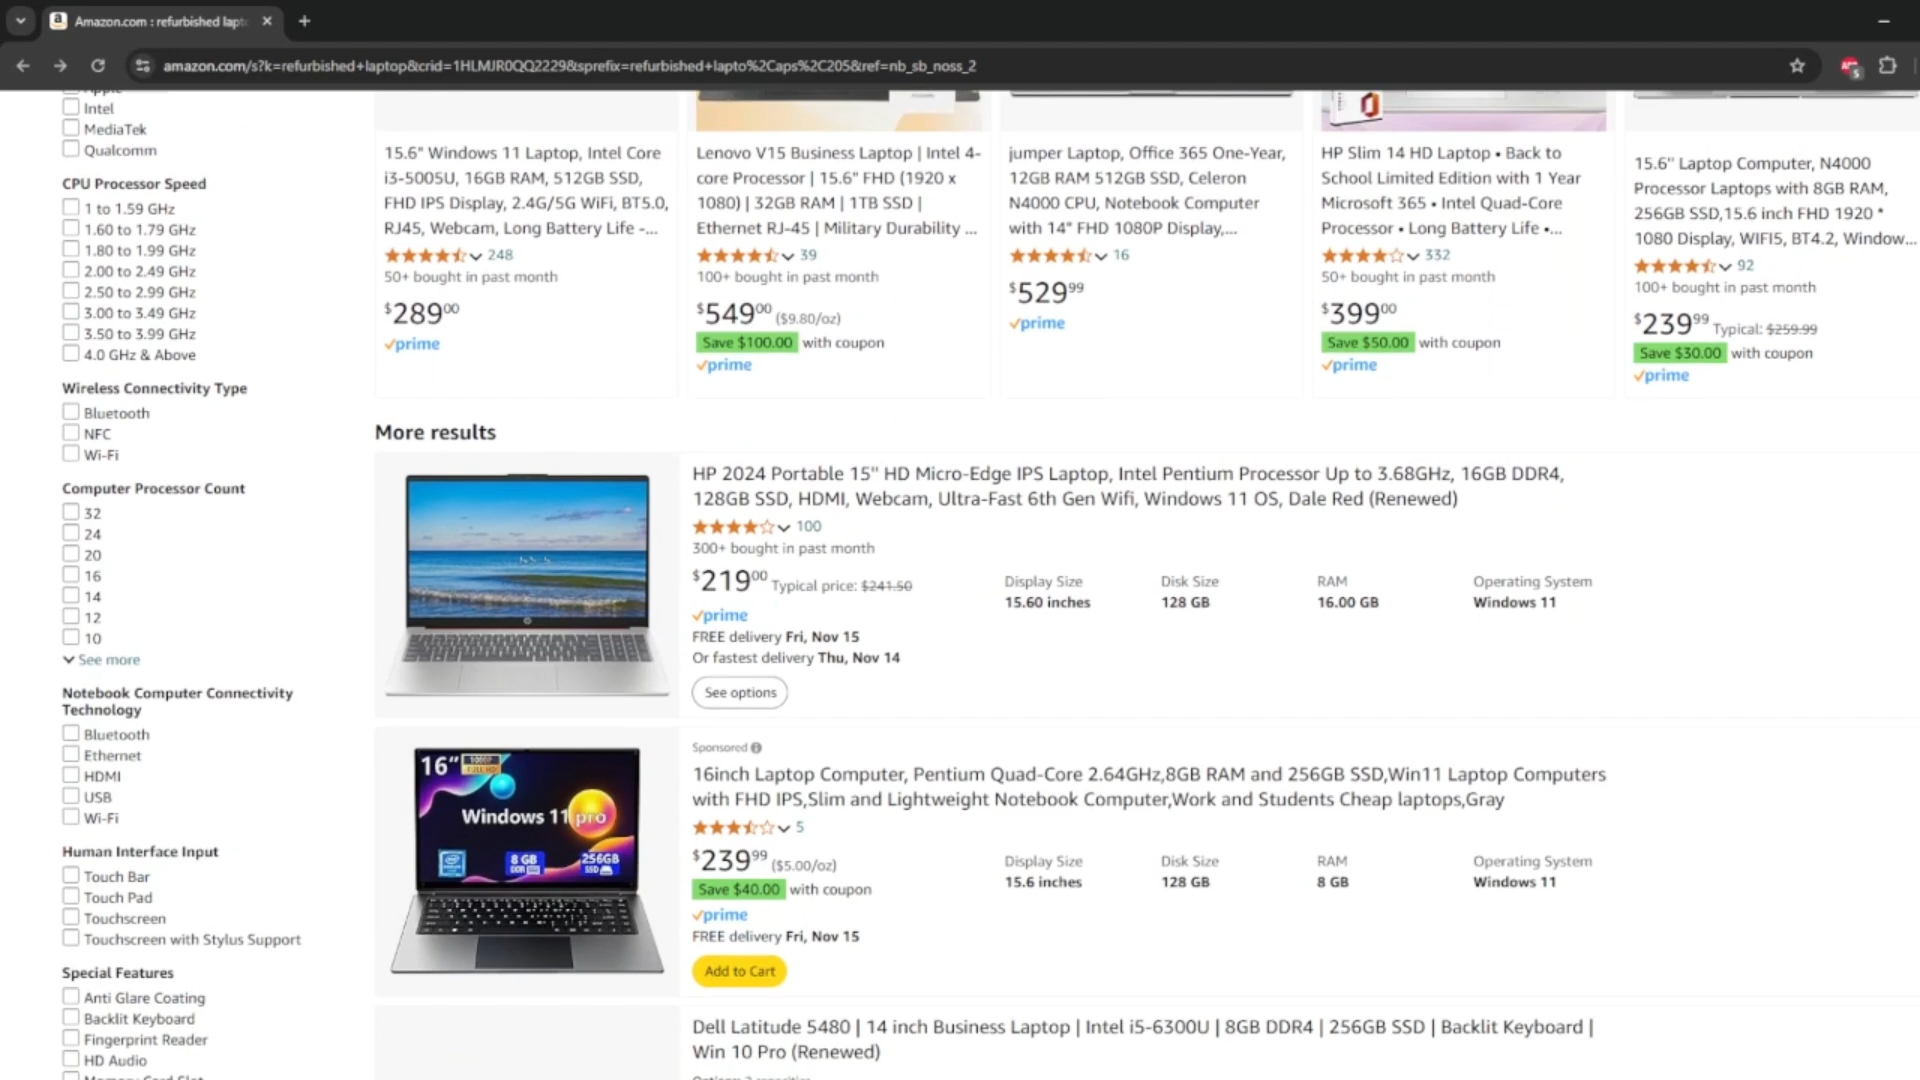 Amazon.com : refurbished lapt
amazon.com/s?k=refurbished+laptop&crid=1HLMJR0QQ2229&sprefix=refurbished+lapto%2Caps%2C205&ref=nb_sb_noss_2
Apple
Intel
MediaTek
Qualcomm
CPU Processor Speed
1 to 1.59 GHz
1.60 to 1.79 GHz
1.80 to 1.99 GHz
2.00 to 2.49 GHz
2.50 to 2.99 GHz
3.00 to 3.49 GHz
3.50 to 3.99 GHz
4.0 GHz & Above
Wireless Connectivity Type
Bluetooth
NFC
Wi-Fi
Computer Processor Count
32
24
20
16
14
12
10
See more
Notebook Computer Connectivity
Technology
Bluetooth
Ethernet
HDMI
USB
Wi-Fi
Human Interface Input
Touch Bar
Touch Pad
Touchscreen
Touchscreen with Stylus Support
Special Features
Anti Glare Coating
Backlit Keyboard
Fingerprint Reader
HD Audio
Memory Card Slot
15.6" Windows 11 Laptop, Intel Core
i3-5005U, 16GB RAM, 512GB SSD,
FHD IPS Display, 2.4G/5G WiFi, BT5.0,
RJ45, Webcam, Long Battery Life -...
248
50+ bought in past month
$28900
prime
Lenovo V15 Business Laptop | Intel 4-
core Processor | 15.6" FHD (1920 x
1080) | 32GB RAM | 1TB SSD |
Ethernet RJ-45 | Military Durability ...
39
100+ bought in past month
$54900 ($9.80/oz)
Save $100.00 with coupon
prime
jumper Laptop, Office 365 One-Year,
12GB RAM 512GB SSD, Celeron
N4000 CPU, Notebook Computer
with 14" FHD 1080P Display,...
16
$52999
prime
HP Slim 14 HD Laptop • Back to
School Limited Edition with 1 Year
Microsoft 365 • Intel Quad-Core
Processor • Long Battery Life •...
332
50+ bought in past month
$39900
Save $50.00 with coupon
prime
15.6'' Laptop Computer, N4000
Processor Laptops with 8GB RAM,
256GB SSD,15.6 inch FHD 1920 *
1080 Display, WIFI5, BT4.2, Window...
92
100+ bought in past month
$23999 Typical: $259.99
Save $30.00 with coupon
prime
More results
HP 2024 Portable 15'' HD Micro-Edge IPS Laptop, Intel Pentium Processor Up to 3.68GHz, 16GB DDR4,
128GB SSD, HDMI, Webcam, Ultra-Fast 6th Gen Wifi, Windows 11 OS, Dale Red (Renewed)
100
300+ bought in past month
$21900 Typical price: $241.50
prime
FREE delivery Fri, Nov 15
Or fastest delivery Thu, Nov 14
See options
Display Size Disk Size RAM Operating System
15.60 inches 128 GB 16.00 GB Windows 11
16" 1080P
FULL HD
Windows 11 pro
8 GB 256GB
DDR SSD
Sponsored
16inch Laptop Computer, Pentium Quad-Core 2.64GHz,8GB RAM and 256GB SSD,Win11 Laptop Computers
with FHD IPS,Slim and Lightweight Notebook Computer,Work and Students Cheap laptops,Gray
5
$23999 ($5.00/oz)
Save $40.00 with coupon
prime
FREE delivery Fri, Nov 15
Add to Cart
Display Size Disk Size RAM Operating System
15.6 inches 128 GB 8 GB Windows 11
Dell Latitude 5480 | 14 inch Business Laptop | Intel i5-6300U | 8GB DDR4 | 256GB SSD | Backlit Keyboard |
Win 10 Pro (Renewed)